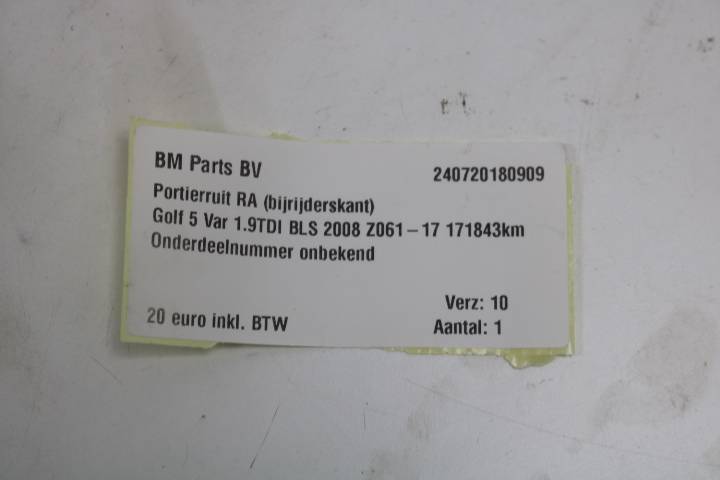 BM Parts BV 240720180909
Portierruit RA (bijrijderskant)
Golf 5 Var 1.9TDI BLS 2008 Z061-17 171843km
Onderdeelnummer onbekend
Verz: 10
20 euro inkl. BTW Aantal: 1